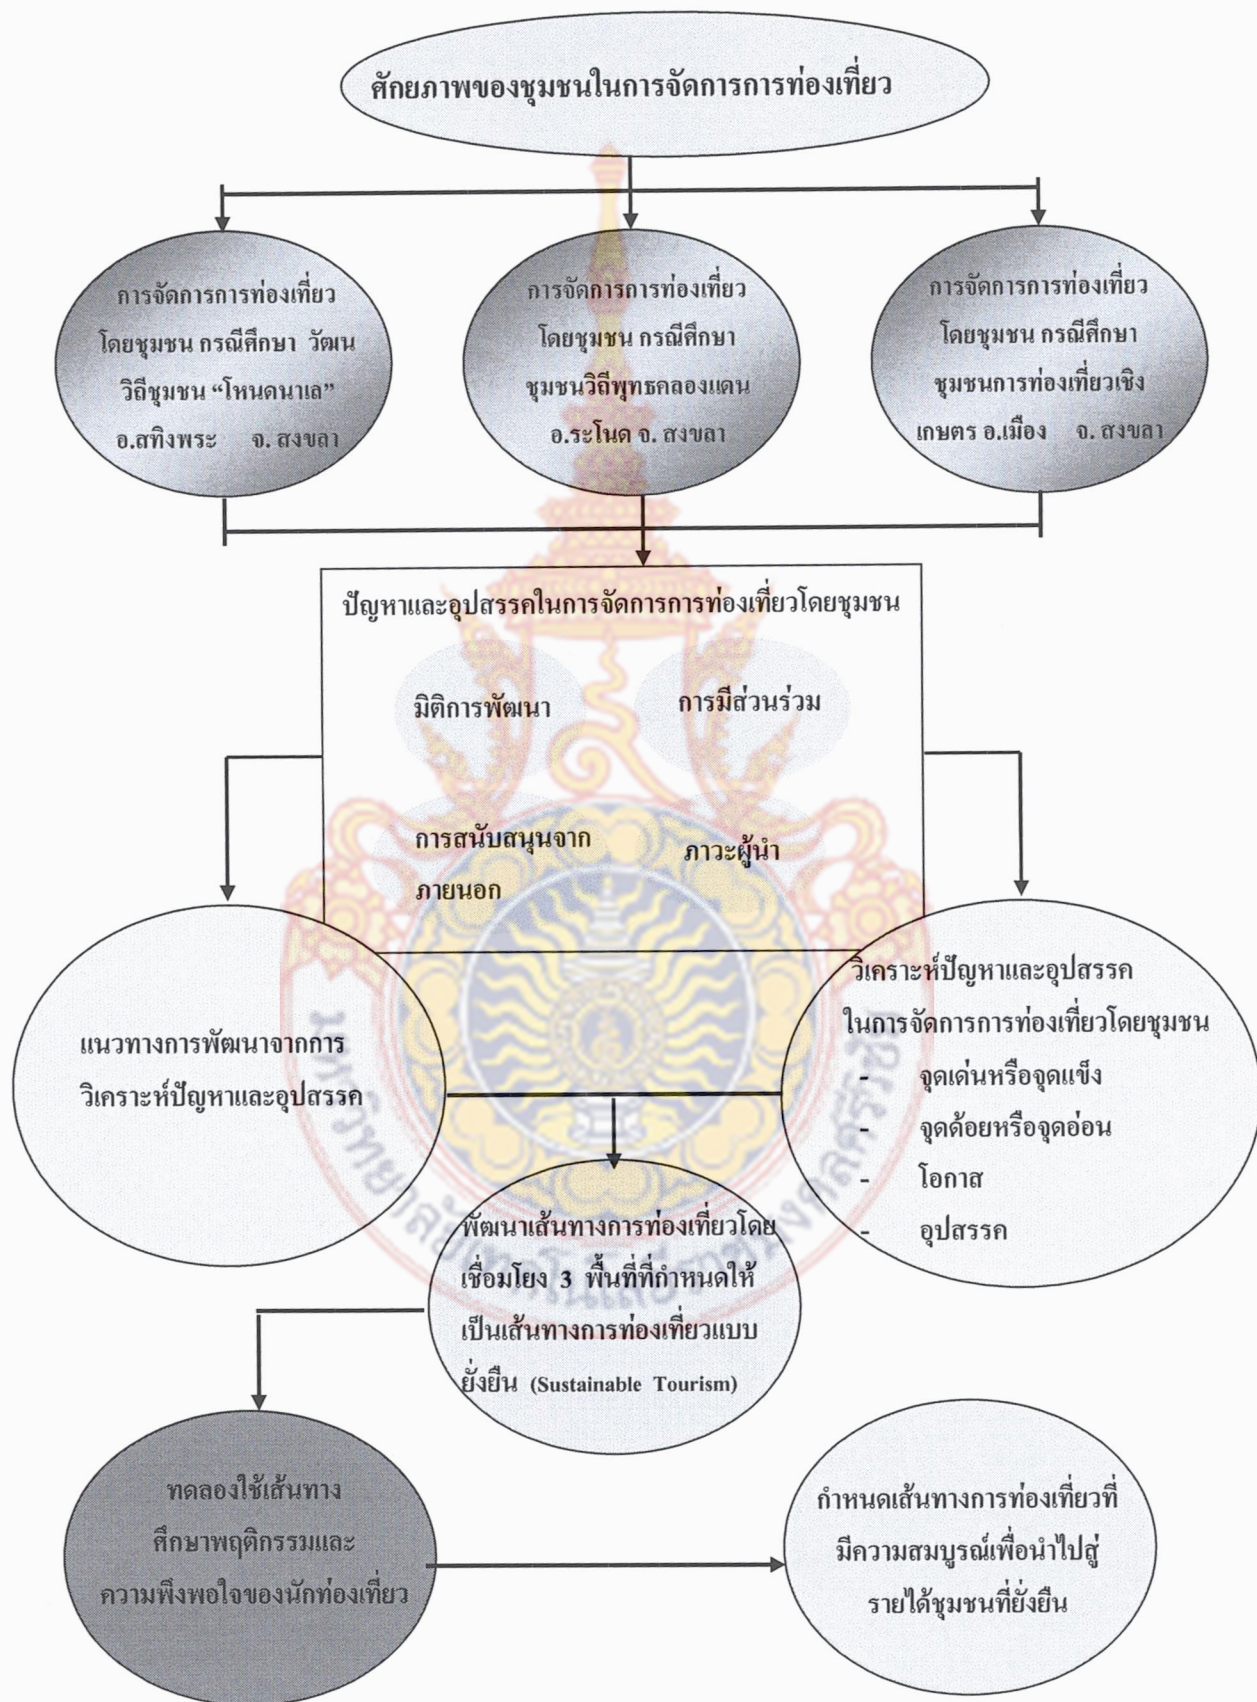 ศักยภาพของชุมชนในการจัดการการท่องเที่ยว
การจัดการการท่องเที่ยว
โดยชุมชน กรณีศึกษา วัฒน
วิถีชุมชน “โหนดนาเล”
อ.สทิงพระ จ. สงขลา
การจัดการการท่องเที่ยว
โดยชุมชน กรณีศึกษา
ชุมชนวิถีพุทธคลองแดน
อ.ระโนด จ. สงขลา
การจัดการการท่องเที่ยว
โดยชุมชน กรณีศึกษา
ชุมชนการท่องเที่ยวเชิง
เกษตร อ.เมือง จ. สงขลา
ปัญหาและอุปสรรคในการจัดการการท่องเที่ยวโดยชุมชน
มิติการพัฒนา
การมีส่วนร่วม
การสนับสนุนจาก
ภายนอก
ภาวะผู้นำ
แนวทางการพัฒนาจากการ
วิเคราะห์ปัญหาและอุปสรรค
วิเคราะห์ปัญหาและอุปสรรค
ในการจัดการการท่องเที่ยวโดยชุมชน
- จุดเด่นหรือจุดแข็ง
- จุดด้อยหรือจุดอ่อน
- โอกาส
- อุปสรรค
พัฒนาเส้นทางการท่องเที่ยวโดย
เชื่อมโยง 3 พื้นที่ที่กำหนดให้
เป็นเส้นทางการท่องเที่ยวแบบ
ยั่งยืน (Sustainable Tourism)
มหาวิทยาลัยเทคโนโลยีราชมงคลศรีวิชัย
ทดลองใช้เส้นทาง
ศึกษาพฤติกรรมและ
ความพึงพอใจของนักท่องเที่ยว
กำหนดเส้นทางการท่องเที่ยวที่
มีความสมบูรณ์เพื่อนำไปสู่
รายได้ชุมชนที่ยั่งยืน